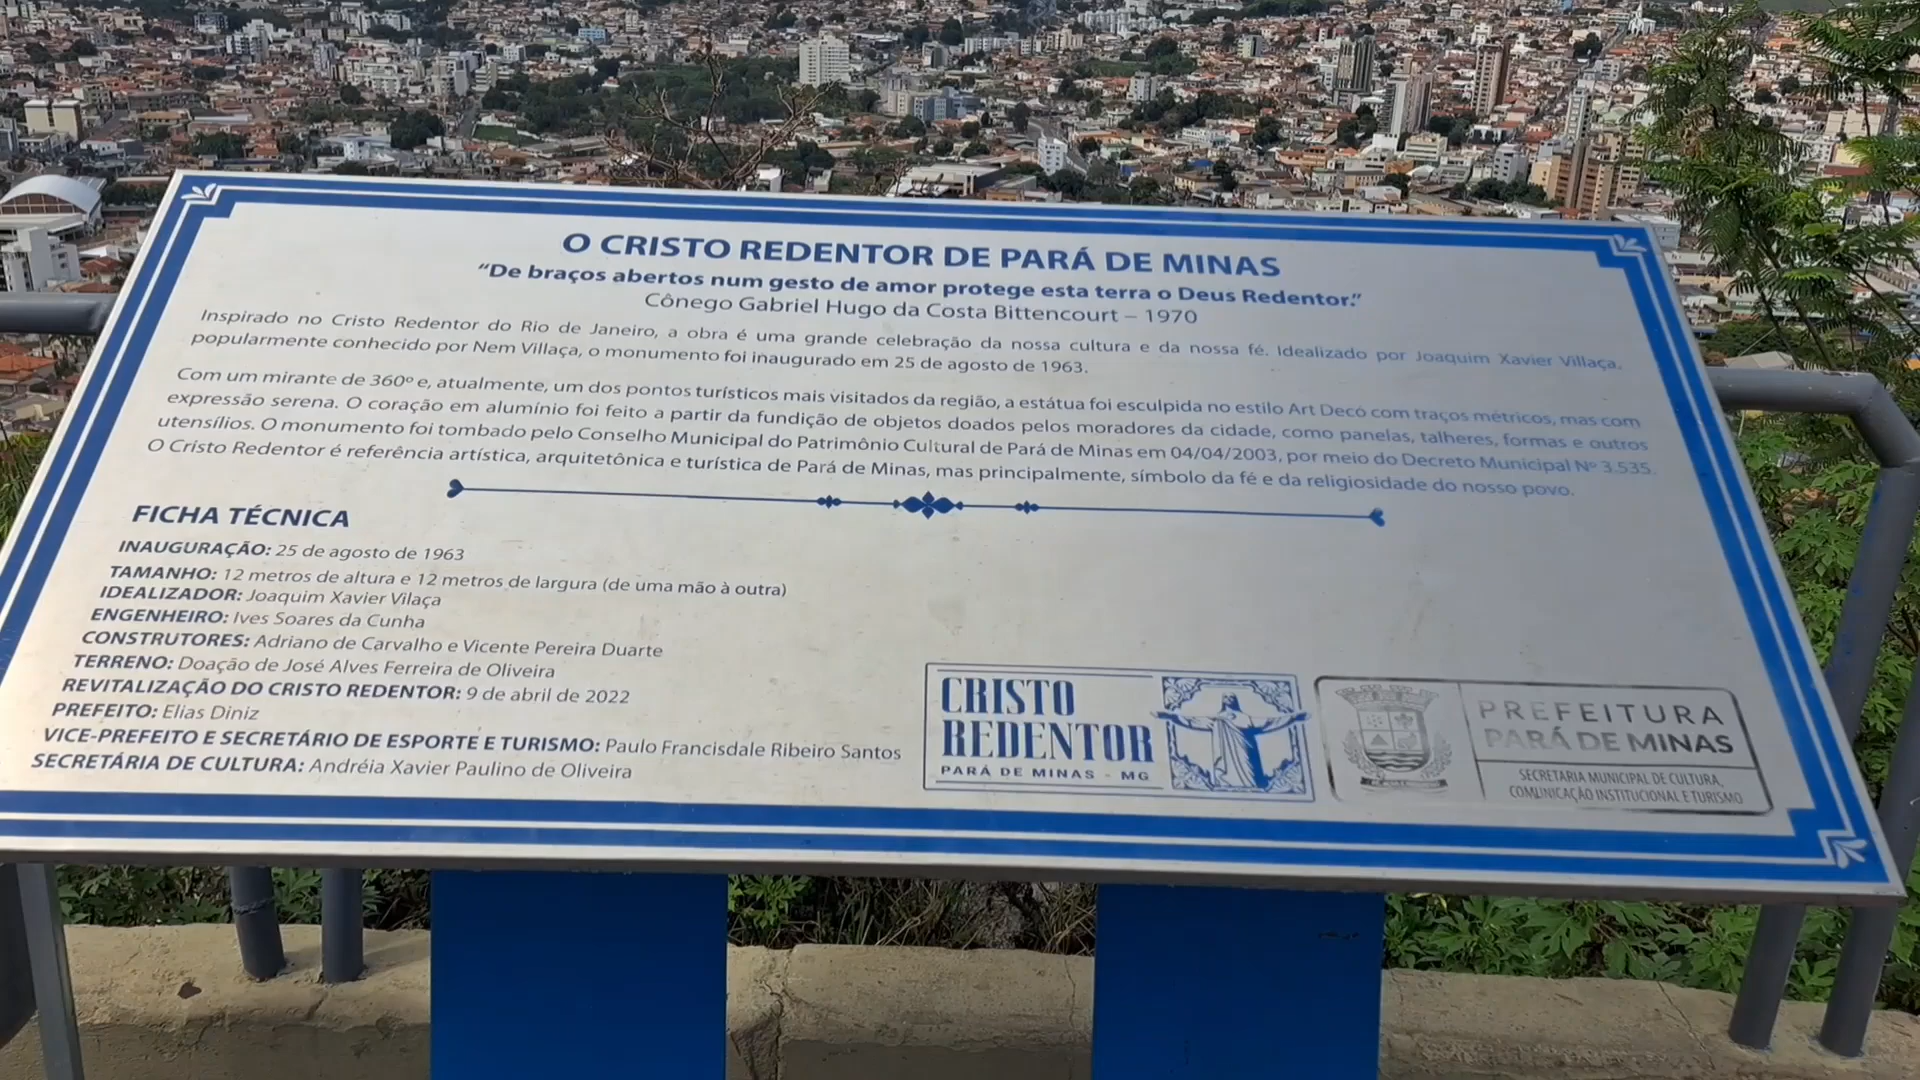 O CRISTO REDENTOR DE PARÁ DE MINAS
“De braços abertos num gesto de amor protege esta terra o Deus Redentor.”
Cônego Gabriel Hugo da Costa Bittencourt – 1970
Inspirado no Cristo Redentor do Rio de Janeiro, a obra é uma grande celebração da nossa cultura e da nossa fé. Idealizado por Joaquim Xavier Villaça,
popularmente conhecido por Nem Villaça, o monumento foi inaugurado em 25 de agosto de 1963.
Com um mirante de 360º e, atualmente, um dos pontos turísticos mais visitados da região, a estátua foi esculpida no estilo Art Decó com traços métricos, mas com
expressão serena. O coração em alumínio foi feito a partir da fundição de objetos doados pelos moradores da cidade, como panelas, talheres, formas e outros
utensílios. O monumento foi tombado pelo Conselho Municipal do Patrimônio Cultural de Pará de Minas em 04/04/2003, por meio do Decreto Municipal Nº 3.535.
O Cristo Redentor é referência artística, arquitetônica e turística de Pará de Minas, mas principalmente, símbolo da fé e da religiosidade do nosso povo.
FICHA TÉCNICA
INAUGURAÇÃO: 25 de agosto de 1963
TAMANHO: 12 metros de altura e 12 metros de largura (de uma mão à outra)
IDEALIZADOR: Joaquim Xavier Vilaça
ENGENHEIRO: Ives Soares da Cunha
CONSTRUTORES: Adriano de Carvalho e Vicente Pereira Duarte
TERRENO: Doação de José Alves Ferreira de Oliveira
REVITALIZAÇÃO DO CRISTO REDENTOR: 9 de abril de 2022
PREFEITO: Elias Diniz
VICE-PREFEITO E SECRETÁRIO DE ESPORTE E TURISMO: Paulo Francisdale Ribeiro Santos
SECRETÁRIA DE CULTURA: Andréia Xavier Paulino de Oliveira
CRISTO
REDENTOR
PARÁ DE MINAS - MG
PREFEITURA
PARÁ DE MINAS
SECRETARIA MUNICIPAL DE CULTURA,
COMUNICAÇÃO INSTITUCIONAL E TURISMO